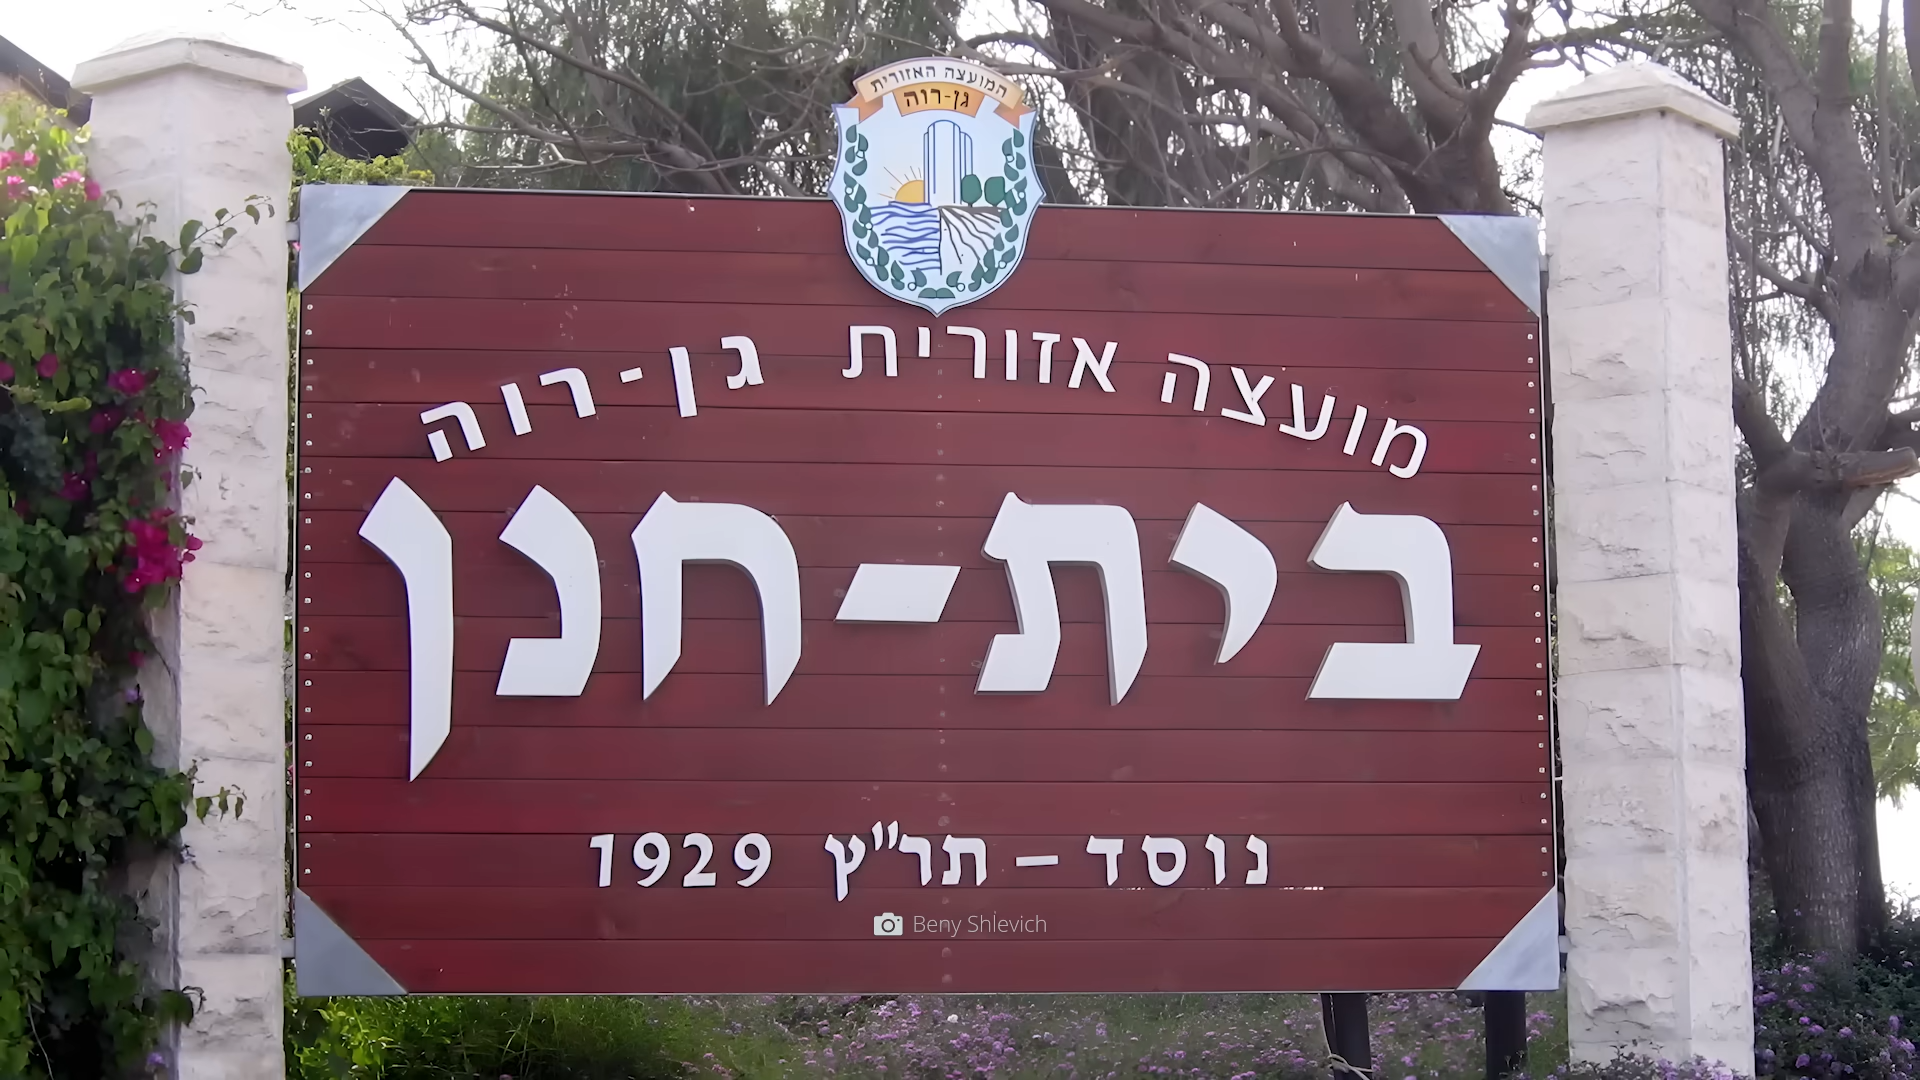 המועצה האזורית
גן-רוה
מועצה אזורית גן-רוה
בית-חנן
נוסד – תר"ץ 1929
Beny Shlevich